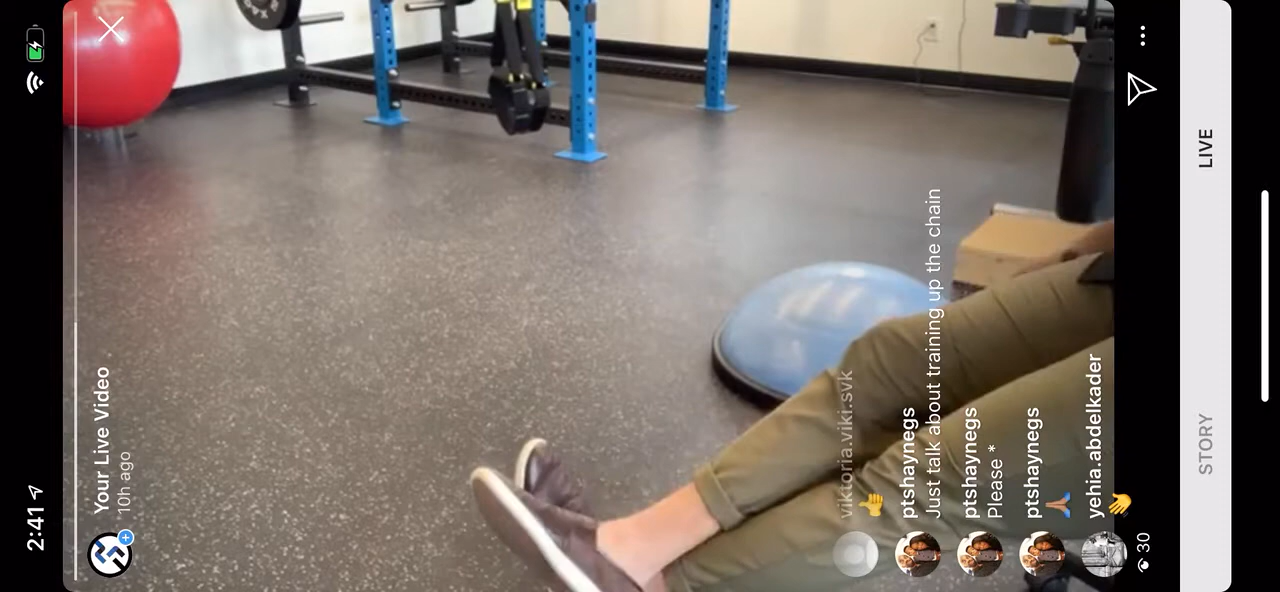 2:41
Your Live Video
10h ago
viktoria.viki.svk
👍
ptshaynegs
Just talk about training up the chain
ptshaynegs
Please *
ptshaynegs
🙏
yehia.abdelkader
👋
30
STORY
LIVE